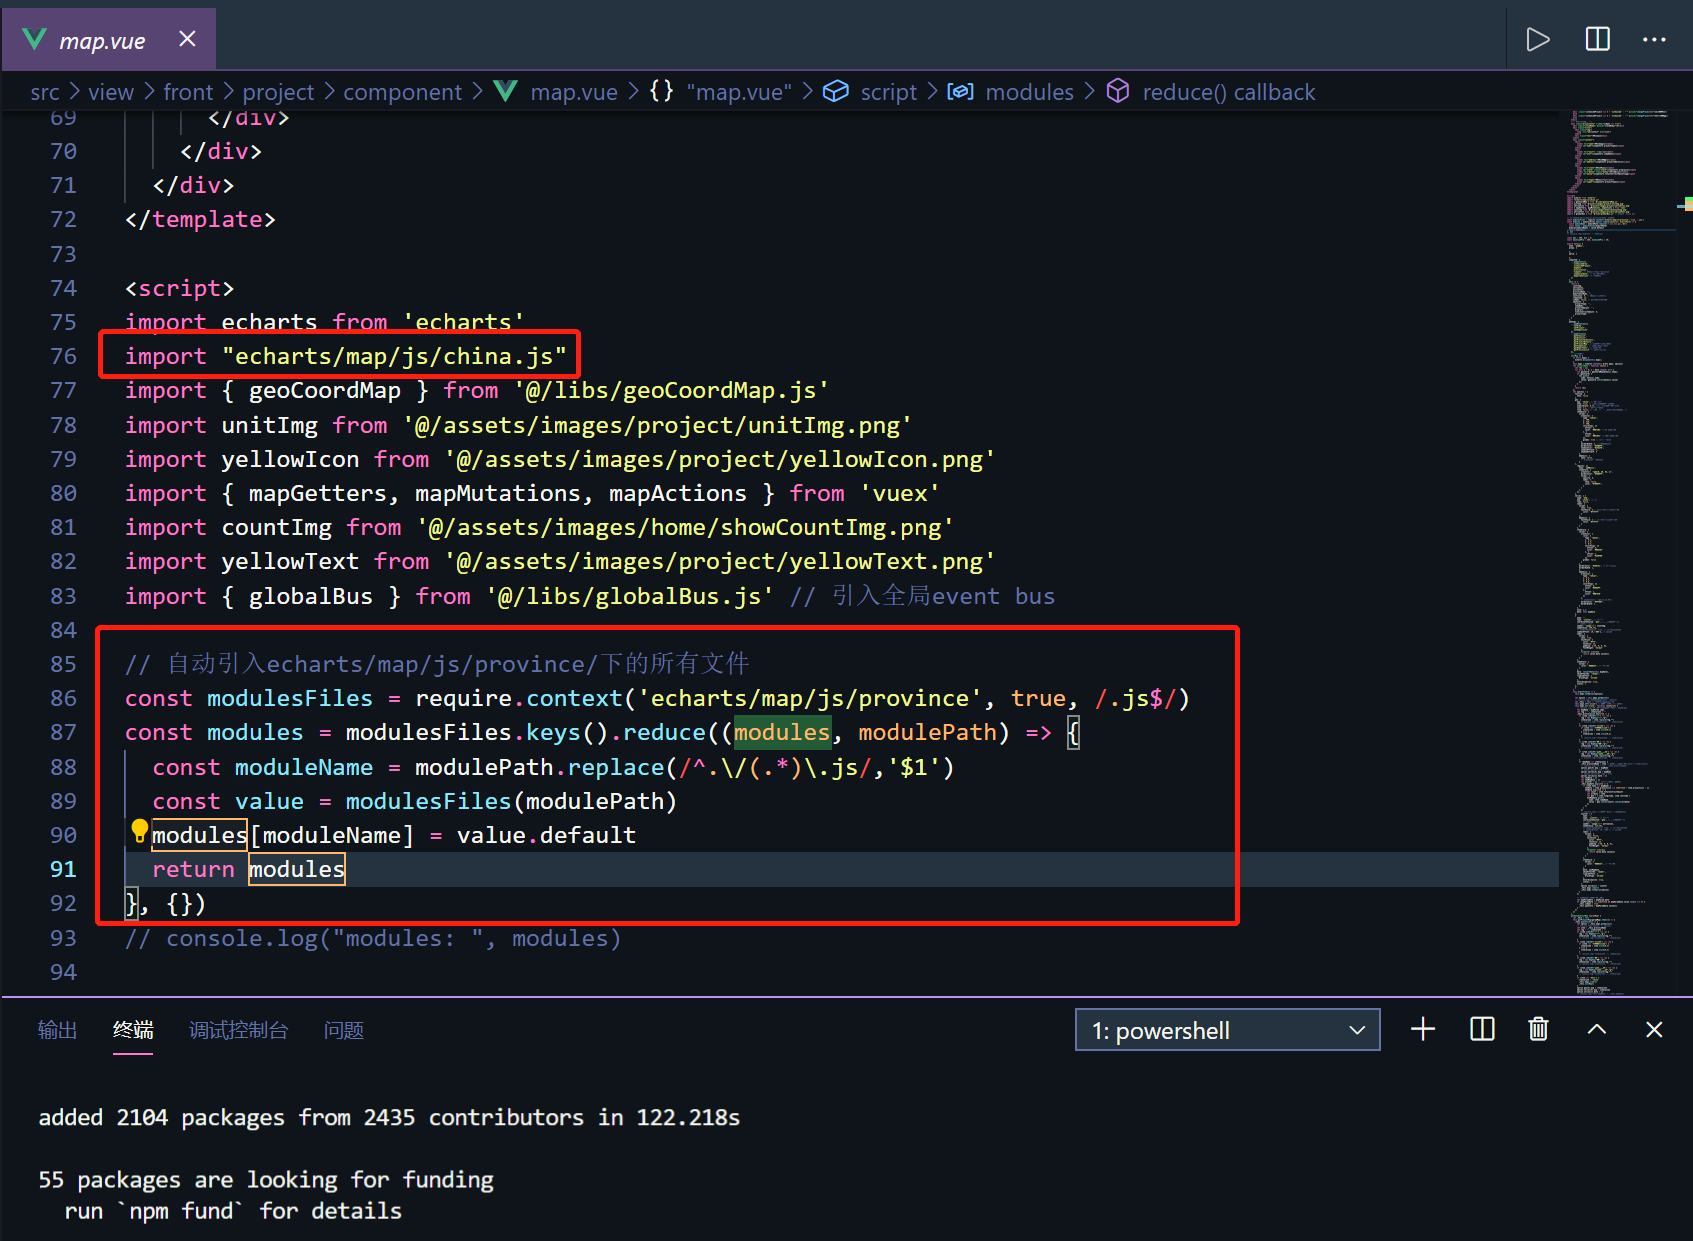 map.vue
src > view > front > project > component > map.vue > {} "map.vue" > script > modules > reduce() callback
69 </div>
70 </div>
71 </div>
72 </template>
73
74 <script>
75 import echarts from 'echarts'
76 import "echarts/map/js/china.js"
77 import { geoCoordMap } from '@/libs/geoCoordMap.js'
78 import unitImg from '@/assets/images/project/unitImg.png'
79 import yellowIcon from '@/assets/images/project/yellowIcon.png'
80 import { mapGetters, mapMutations, mapActions } from 'vuex'
81 import countImg from '@/assets/images/home/showCountImg.png'
82 import yellowText from '@/assets/images/project/yellowText.png'
83 import { globalBus } from '@/libs/globalBus.js' // 引入全局event bus
84
85 // 自动引入echarts/map/js/province/下的所有文件
86 const modulesFiles = require.context('echarts/map/js/province', true, /.js$/)
87 const modules = modulesFiles.keys().reduce((modules, modulePath) => {
88 const moduleName = modulePath.replace(/^.\/(.*)\.js/,'$1')
89 const value = modulesFiles(modulePath)
90 modules[moduleName] = value.default
91 return modules
92 }, {})
93 // console.log("modules: ", modules)
94
输出 终端 调试控制台 问题 1: powershell
added 2104 packages from 2435 contributors in 122.218s
55 packages are looking for funding
run `npm fund` for details